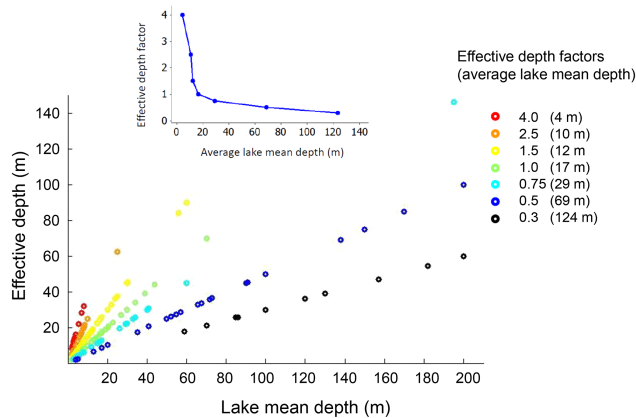 4
3
2
1
0
Effective depth factor
0 20 40 60 80 100 120 140
Average lake mean depth (m)
Effective depth factors
(average lake mean depth)
4.0 (4 m)
2.5 (10 m)
1.5 (12 m
1.0 (17 m)
0.75 (29 m)
0.5 (69 m)
0.3 (124 m)
140
120
100
80
60
40
20
Effective depth (m)
20 40 60 80 100 120 140 160 180 200
Lake mean depth (m)